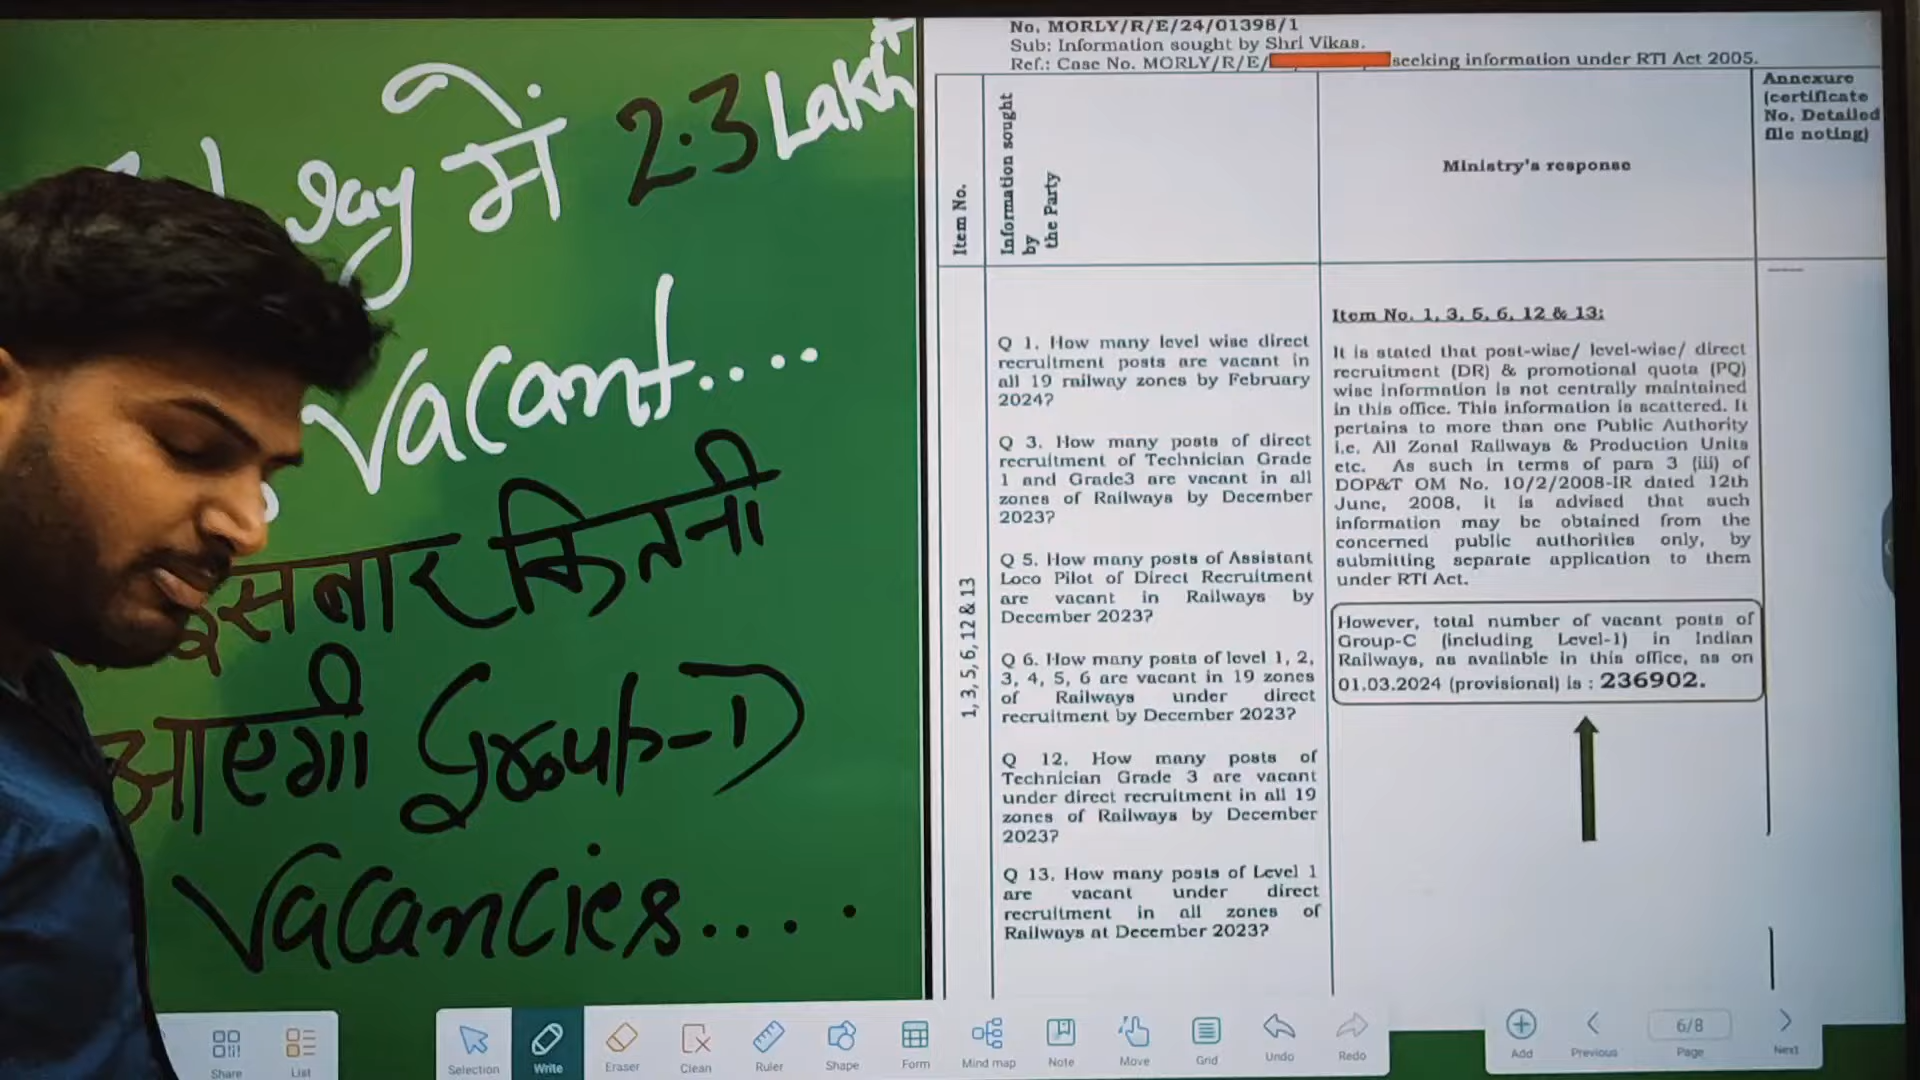 में 2.3 Lakh+
Vacant....
इसबार कितनी
आएगी Group-D
Vacancies....
No. MORLY/R/E/24/01398/1
Sub: Information sought by Shri Vikas.
Ref.: Case No. MORLY/R/E/ seeking information under RTI Act 2005.
Item No.
Information sought
by
the Party
Ministry's response
Annexure
(certificate
No. Detailed
file noting)
1, 3, 5, 6, 12 & 13
Q 1. How many level wise direct
recruitment posts are vacant in
all 19 railway zones by February
2024?
Q 3. How many posts of direct
recruitment of Technician Grade
1 and Grade3 are vacant in all
zones of Railways by December
2023?
Q 5. How many posts of Assistant
Loco Pilot of Direct Recruitment
are vacant in Railways by
December 2023?
Q 6. How many posts of level 1, 2,
3, 4, 5, 6 are vacant in 19 zones
of Railways under direct
recruitment by December 2023?
Q 12. How many posts of
Technician Grade 3 are vacant
under direct recruitment in all 19
zones of Railways by December
2023?
Q 13. How many posts of Level 1
are vacant under direct
recruitment in all zones of
Railways at December 2023?
Item No. 1, 3, 5, 6, 12 & 13:
It is stated that post-wise/ level-wise/ direct
recruitment (DR) & promotional quota (PQ)
wise information is not centrally maintained
in this office. This information is scattered. It
pertains to more than one Public Authority
i.e. All Zonal Railways & Production Units
etc. As such in terms of para 3 (iii) of
DOP&T OM No. 10/2/2008-IR dated 12th
June, 2008, it is advised that such
information may be obtained from the
concerned public authorities only, by
submitting separate application to them
under RTI Act.
However, total number of vacant posts of
Group-C (including Level-1) in Indian
Railways, as available in this office, as on
01.03.2024 (provisional) is : 236902.
Share List Selection Write Eraser Clean Ruler Shape Form Mind map Note Move Grid Undo Redo Add Previous 6/8 Page Next